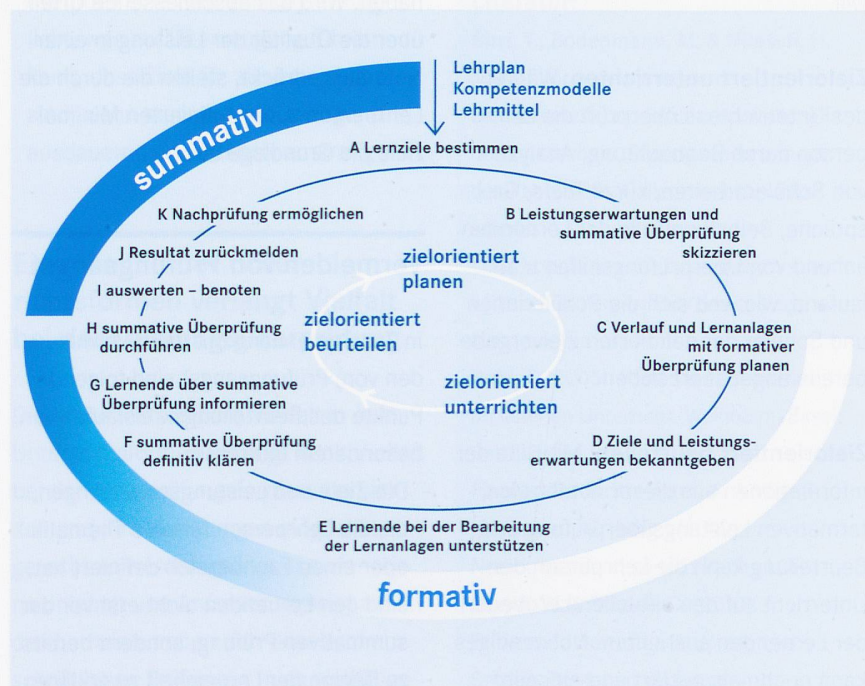 summativ
Lehrplan
Kompetenzmodelle
Lehrmittel
A Lernziele bestimmen
B Leistungserwartungen und
summative Überprüfung
skizzieren
C Verlauf und Lernanlagen
mit formativer
Überprüfung planen
D Ziele und Leistungs-
erwartungen bekanntgeben
E Lernende bei der Bearbeitung
der Lernanlagen unterstützen
F summative Überprüfung
definitiv klären
G Lernende über summative
Überprüfung informieren
H summative Überprüfung
durchführen
I auswerten – benoten
J Resultat zurückmelden
K Nachprüfung ermöglichen
zielorientiert
planen
zielorientiert
beurteilen
zielorientiert
unterrichten
formativ